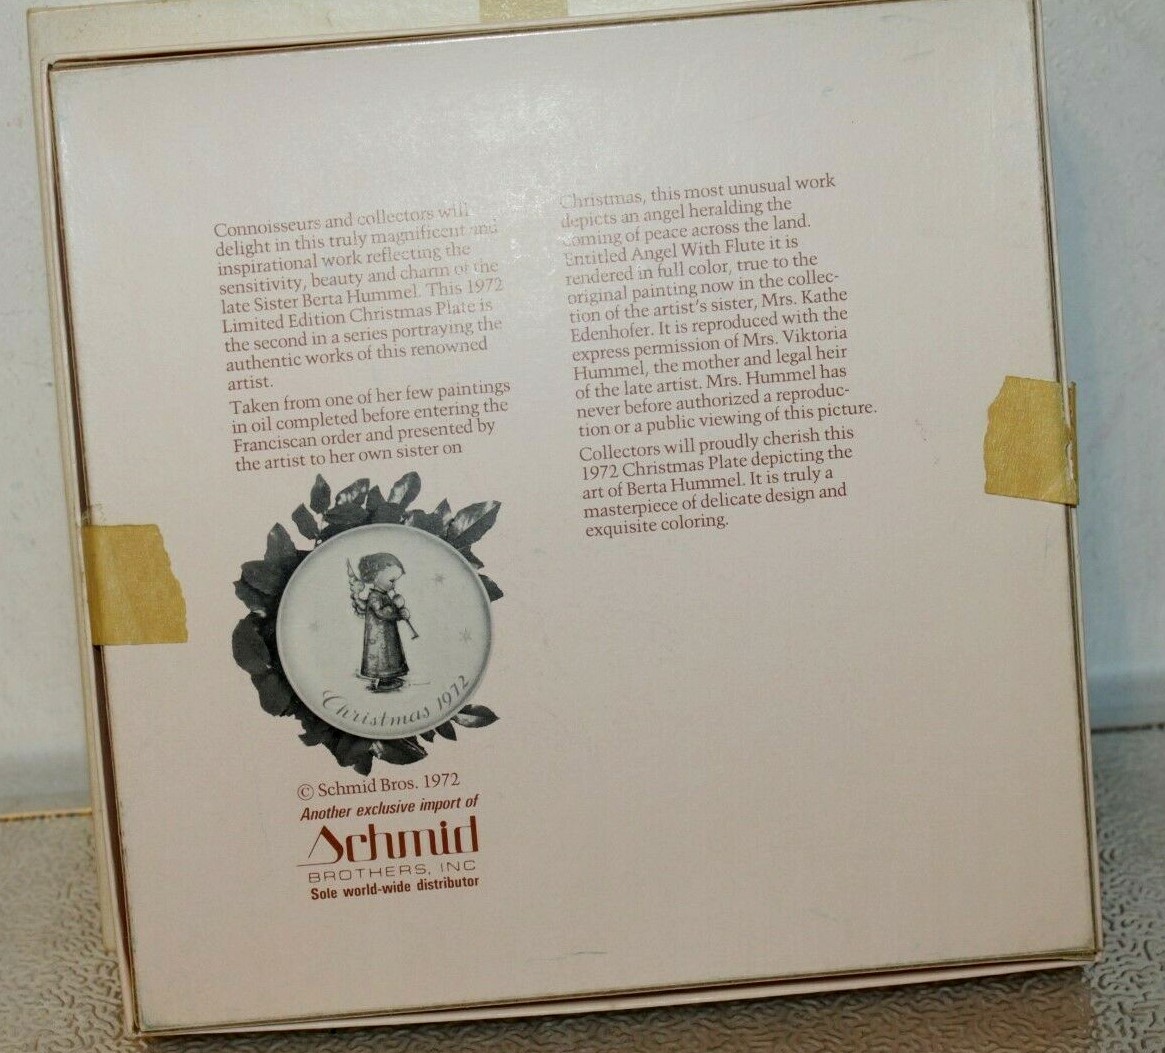 Connoisseurs and collectors will
delight in this truly magnificent and
inspirational work reflecting the
sensitivity, beauty and charm of the
late Sister Berta Hummel. This 1972
Limited Edition Christmas Plate is
the second in a series portraying the
authentic works of this renowned
artist.
Taken from one of her few paintings
in oil completed before entering the
Franciscan order and presented by
the artist to her own sister on
Christmas, this most unusual work
depicts an angel heralding the
coming of peace across the land.
Entitled Angel With Flute it is
rendered in full color, true to the
original painting now in the collec-
tion of the artist's sister, Mrs. Kathe
Edenhofer. It is reproduced with the
express permission of Mrs. Viktoria
Hummel, the mother and legal heir
of the late artist. Mrs. Hummel has
never before authorized a reproduc-
tion or a public viewing of this picture.
Collectors will proudly cherish this
1972 Christmas Plate depicting the
art of Berta Hummel. It is truly a
masterpiece of delicate design and
exquisite coloring.
Christmas 1972
© Schmid Bros. 1972
Another exclusive import of
Schmid
BROTHERS, INC
Sole world-wide distributor